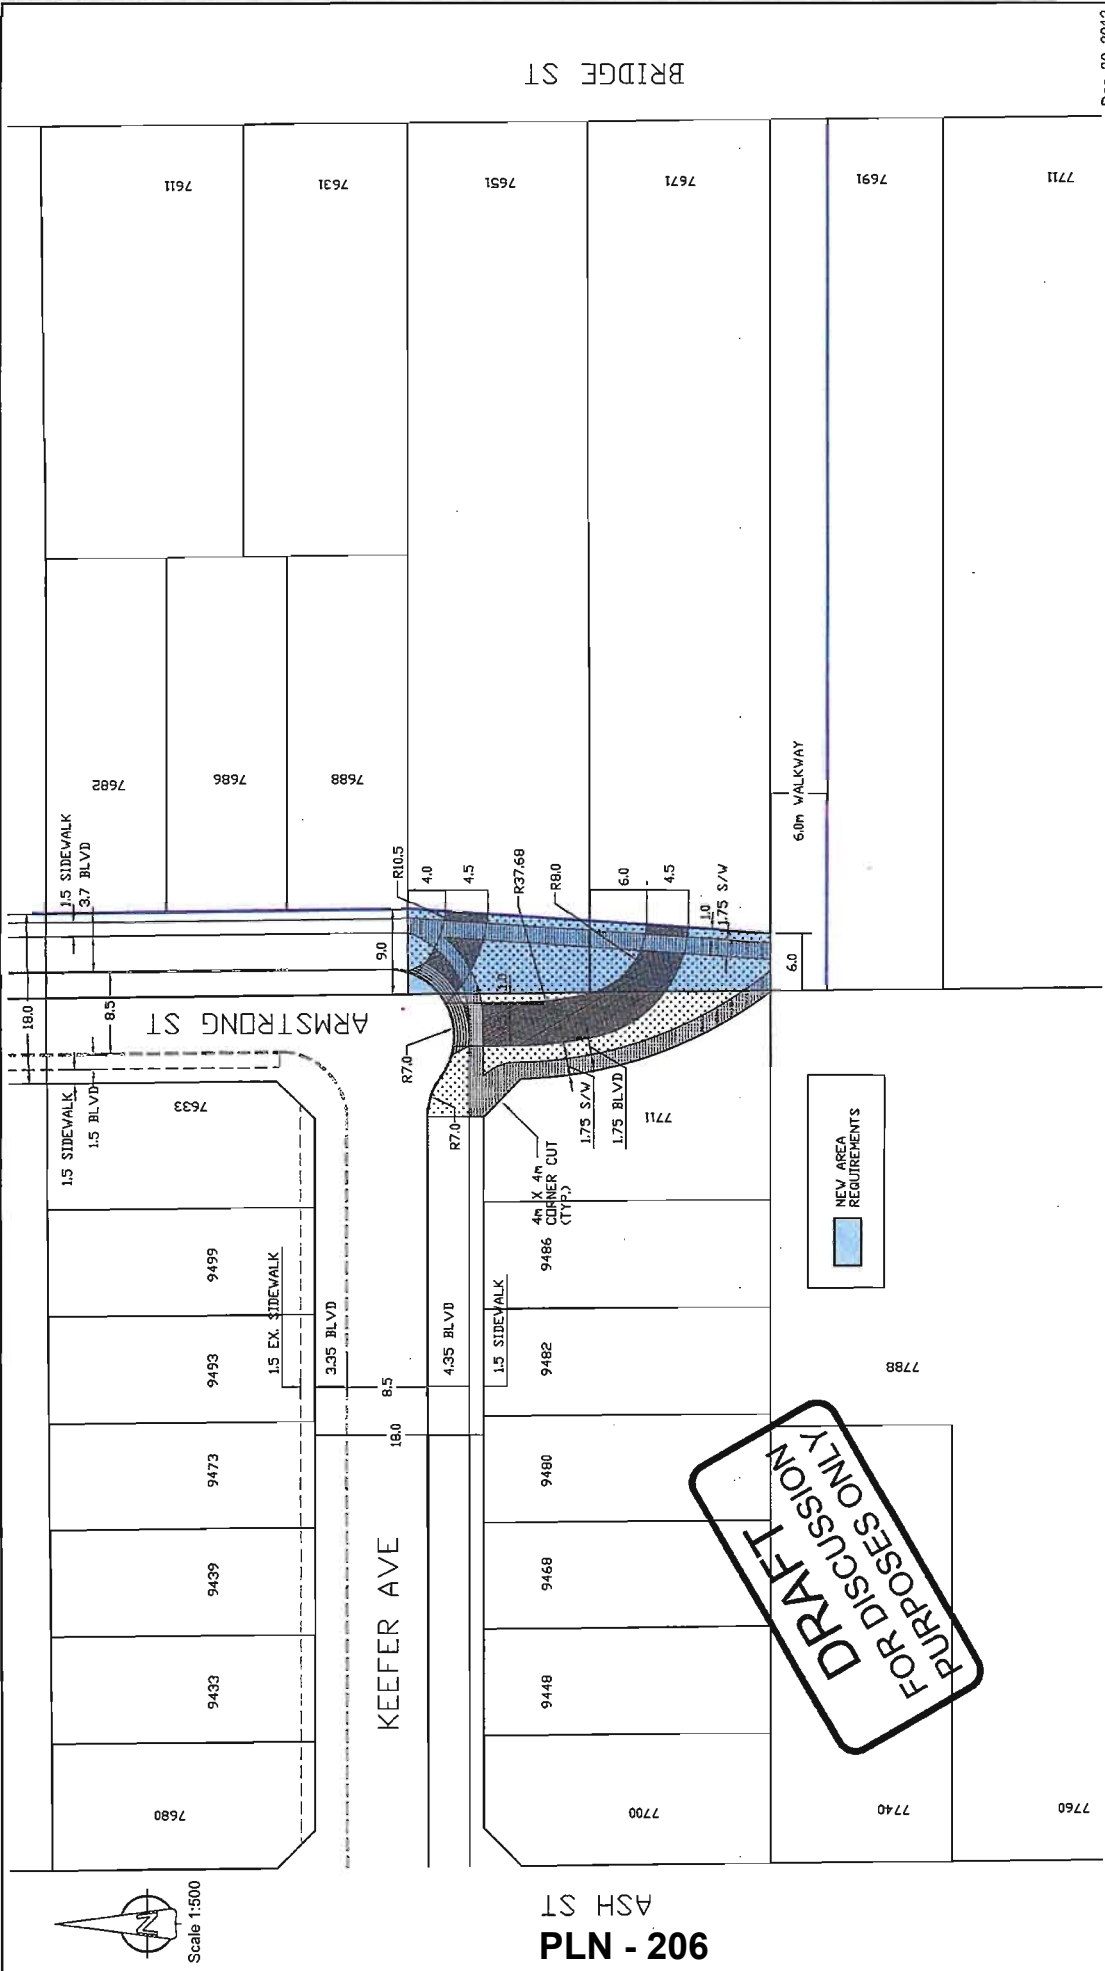 BRIDGE ST
7611
7631
7651
7671
7691
7711
7682
7686
7688
1.5 SIDEWALK
3.7 BLVD
18.0
8.5
9.0
ARMSTRONG ST
1.5 SIDEWALK
1.5 BLVD
7633
R10.5
4.0
4.5
R37.68
R8.0
6.0
4.5
1.0
1.75 S/W
6.0
6.0m WALKWAY
R7.0
R7.0
4m X 4m
CORNER CUT
(TYP.)
1.75 S/W
1.75 BLVD
7711
NEW AREA
REQUIREMENTS
9499
9493
9473
9439
9433
7680
1.5 EX. SIDEWALK
3.35 BLVD
8.5
18.0
4.35 BLVD
1.5 SIDEWALK
KEEFER AVE
9486
9482
9480
9468
9448
7700
7788
7740
7760
DRAFT
FOR DISCUSSSION
PURPOSES ONLY
Scale 1:500
N
ASH ST
PLN - 206